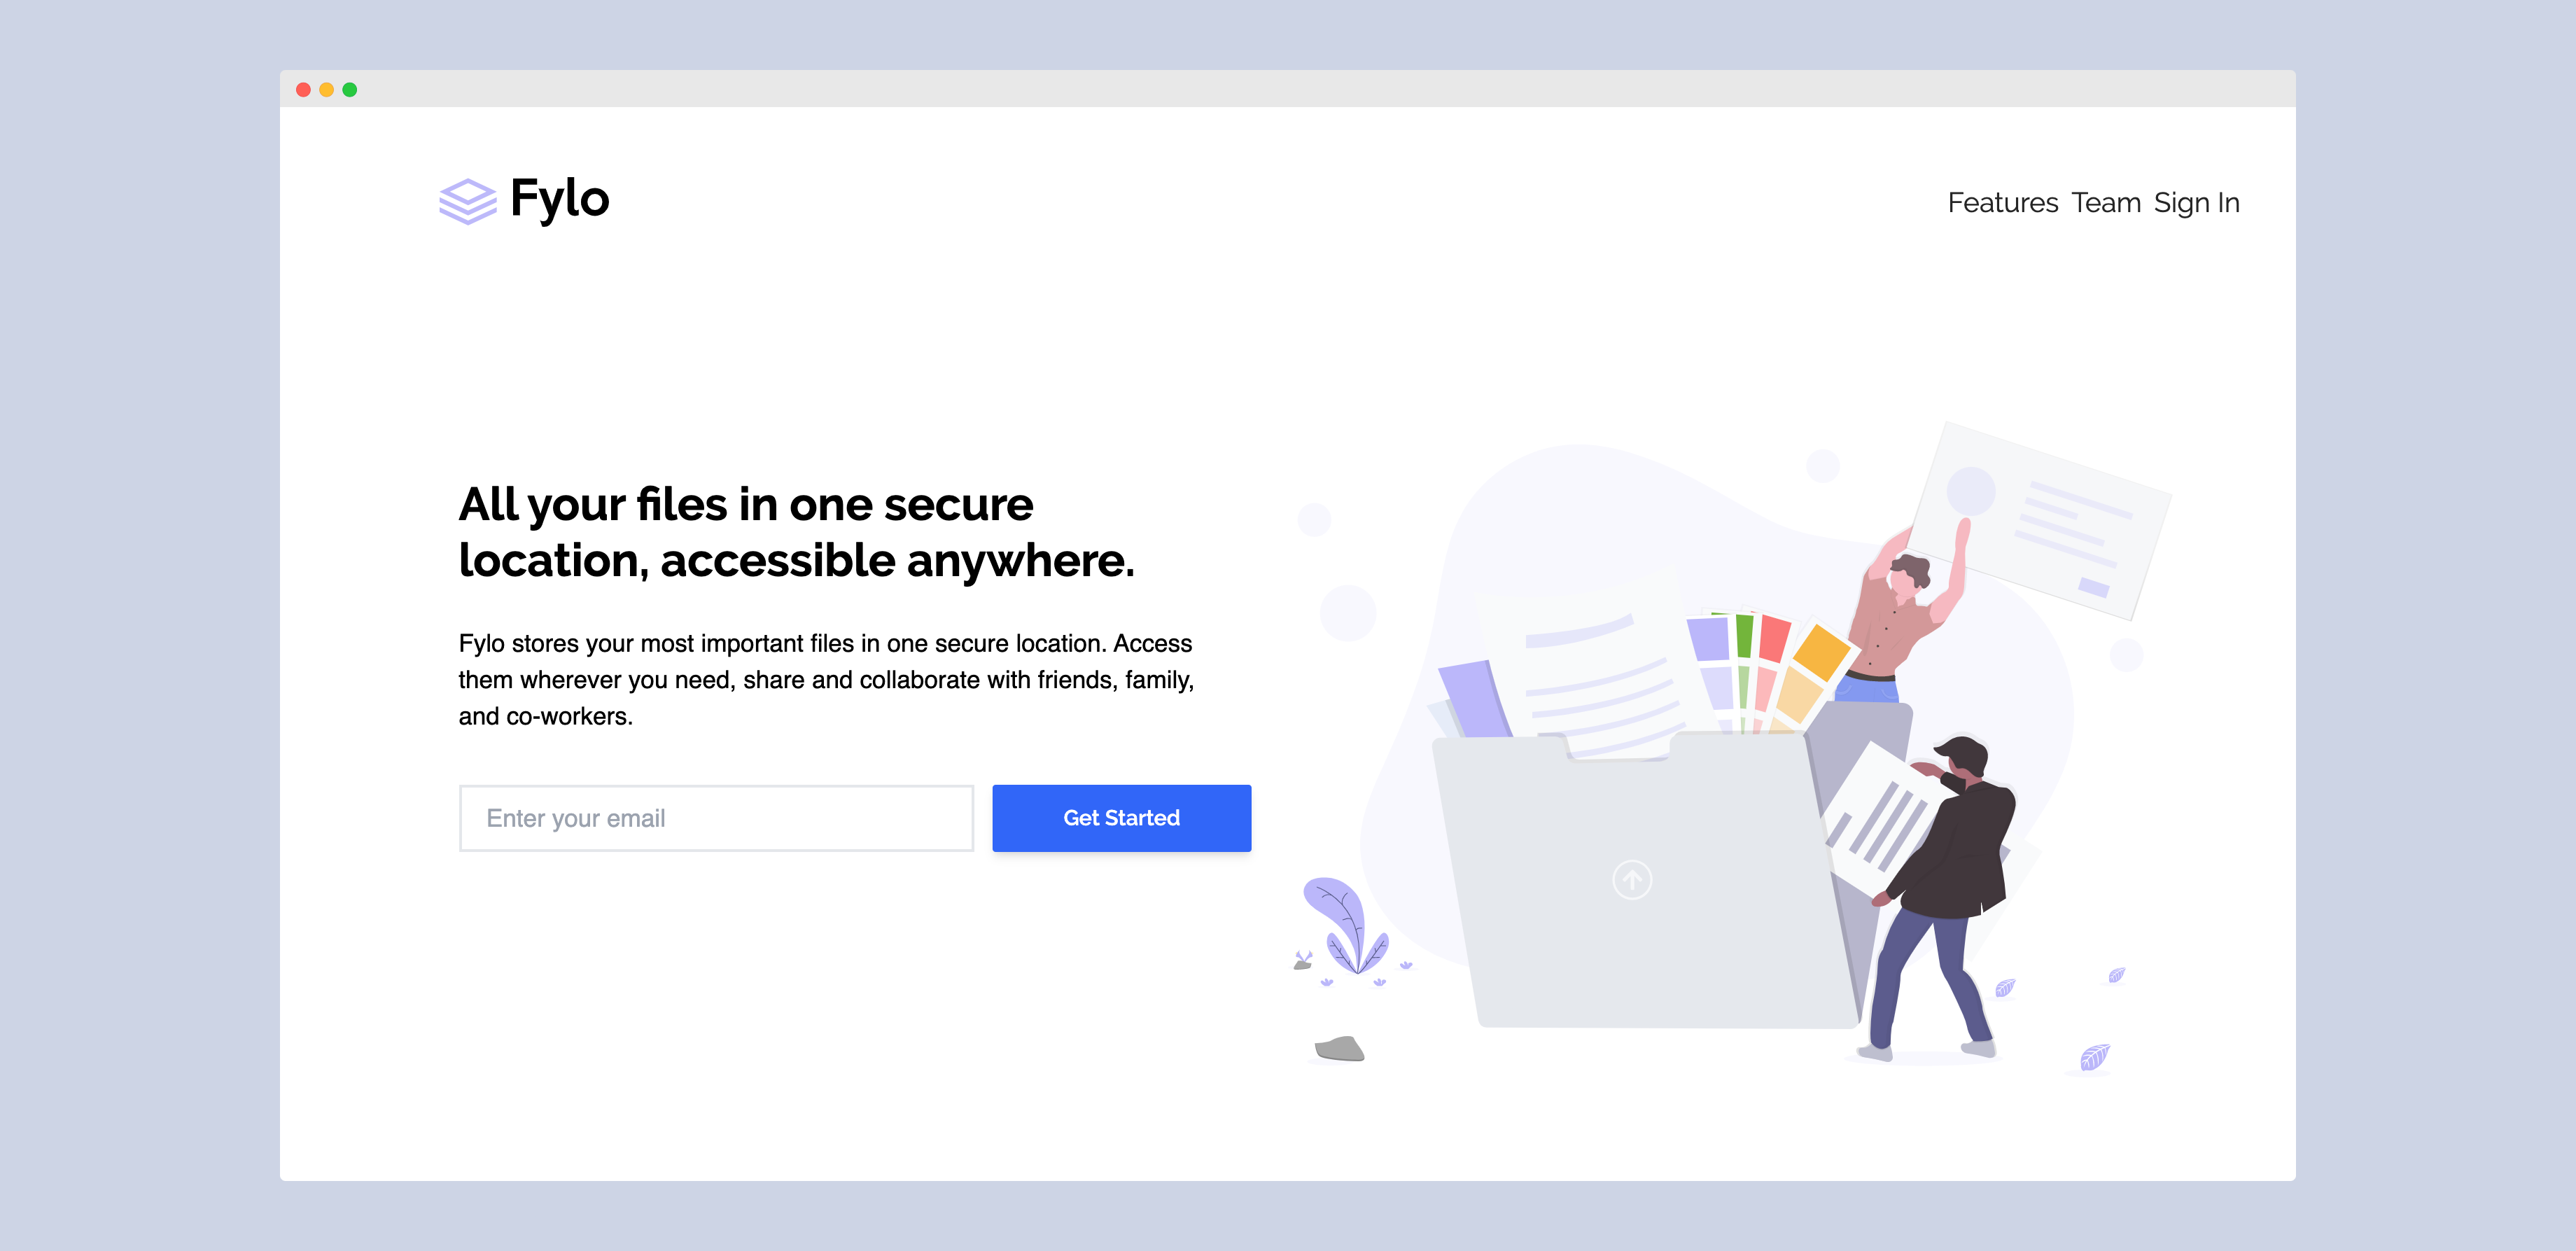 Fylo
Features Team Sign In
All your files in one secure
location, accessible anywhere.
Fylo stores your most important files in one secure location. Access
them wherever you need, share and collaborate with friends, family,
and co-workers.
Enter your email
Get Started